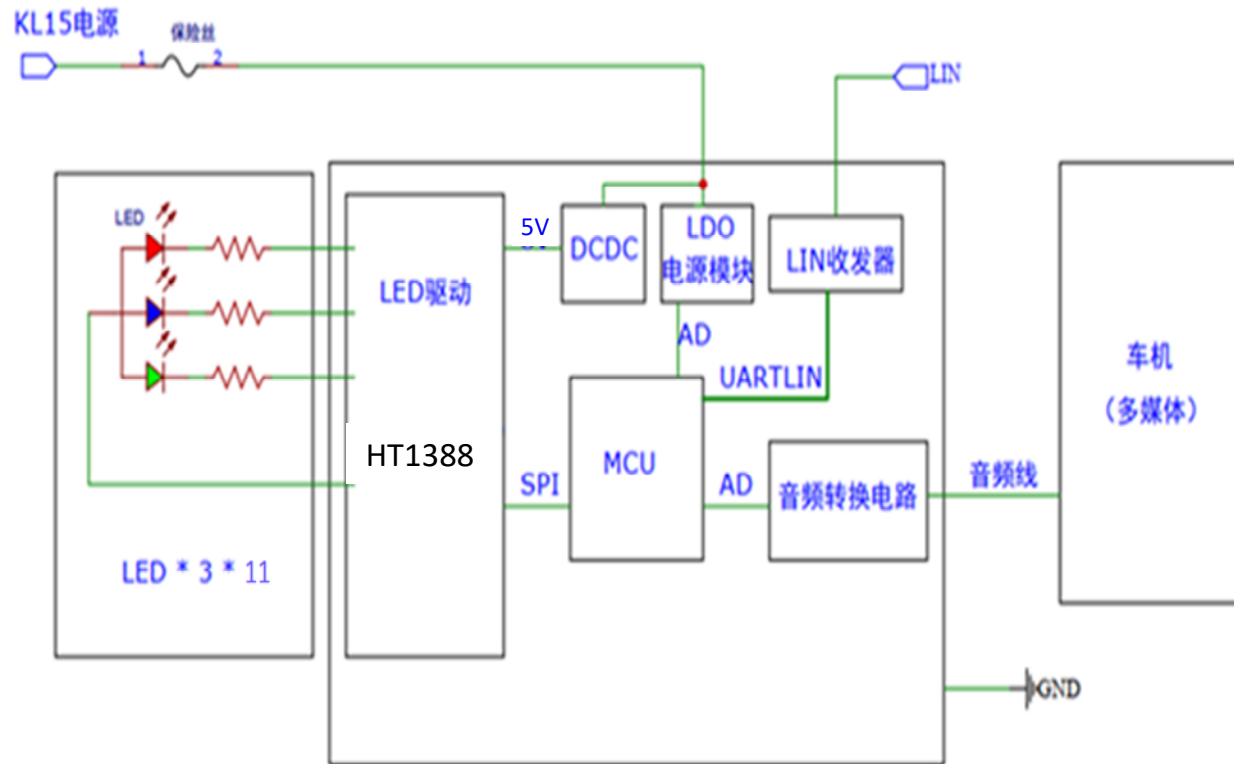 KL15电源
保险丝
1
2
LIN
LED
5V
DCDC
LDO
电源模块
LIN收发器
LED驱动
AD
UARTLIN
车机
（多媒体）
HT1388
MCU
SPI
AD
音频转换电路
音频线
LED * 3 * 11
GND